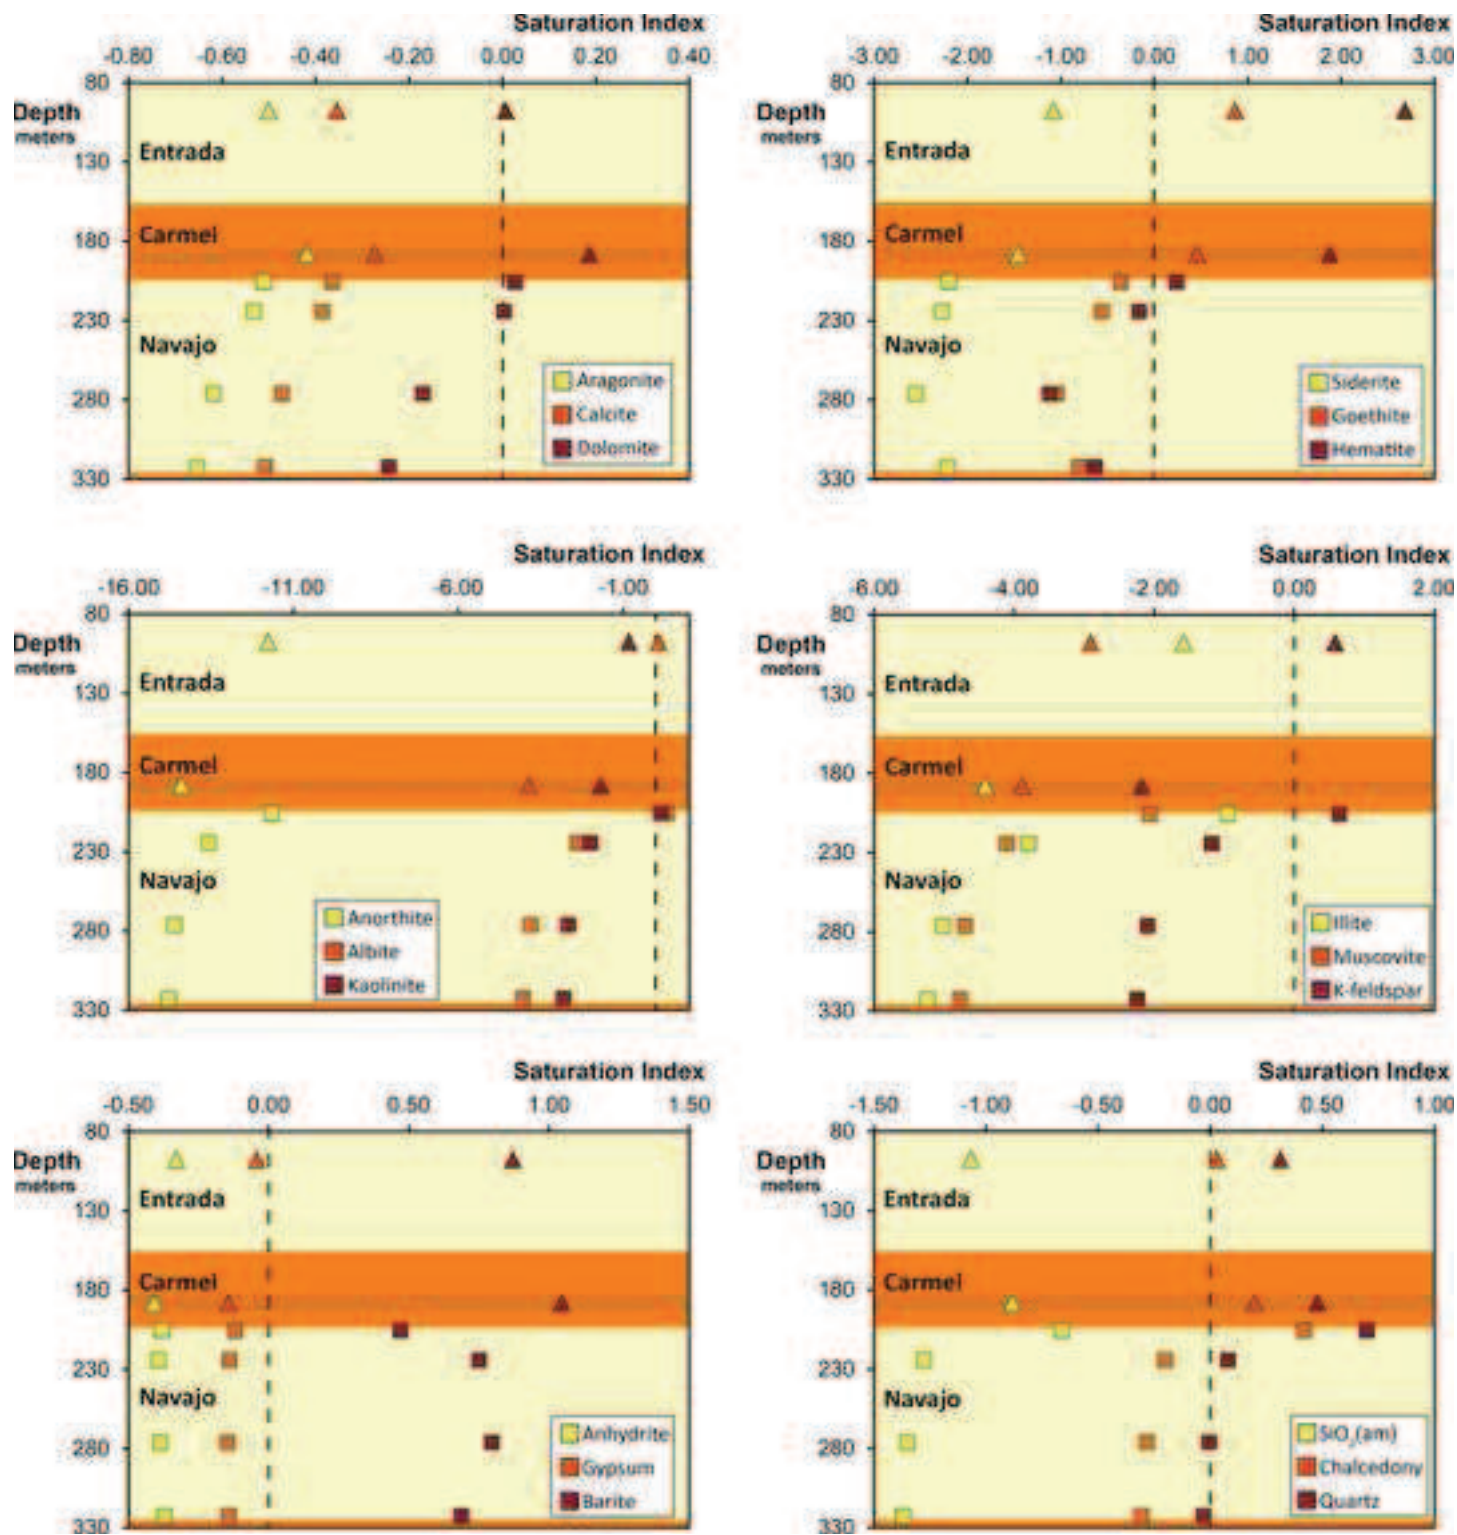 Saturation Index
-0.80 -0.60 -0.40 -0.20 0.00 0.20 0.40
80
Depth
meters
Entrada
130
Carmel
180
230
Navajo
280
330
Aragonite
Calcite
Dolomite
Saturation Index
-3.00 -2.00 -1.00 0.00 1.00 2.00 3.00
80
Depth
meters
Entrada
130
Carmel
180
230
Navajo
280
330
Siderite
Goethite
Hematite
Saturation Index
-16.00 -11.00 -6.00 -1.00
80
Depth
meters
Entrada
130
Carmel
180
230
Navajo
280
330
Anorthite
Albite
Kaolinite
Saturation Index
-6.00 -4.00 -2.00 0.00 2.00
80
Depth
meters
Entrada
130
Carmel
180
230
Navajo
280
330
Illite
Muscovite
K-feldspar
Saturation Index
-0.50 0.00 0.50 1.00 1.50
80
Depth
meters
Entrada
130
Carmel
180
230
Navajo
280
330
Anhydrite
Gypsum
Barite
Saturation Index
-1.50 -1.00 -0.50 0.00 0.50 1.00
80
Depth
meters
Entrada
130
Carmel
180
230
Navajo
280
330
SiO₂(am)
Chalcedony
Quartz